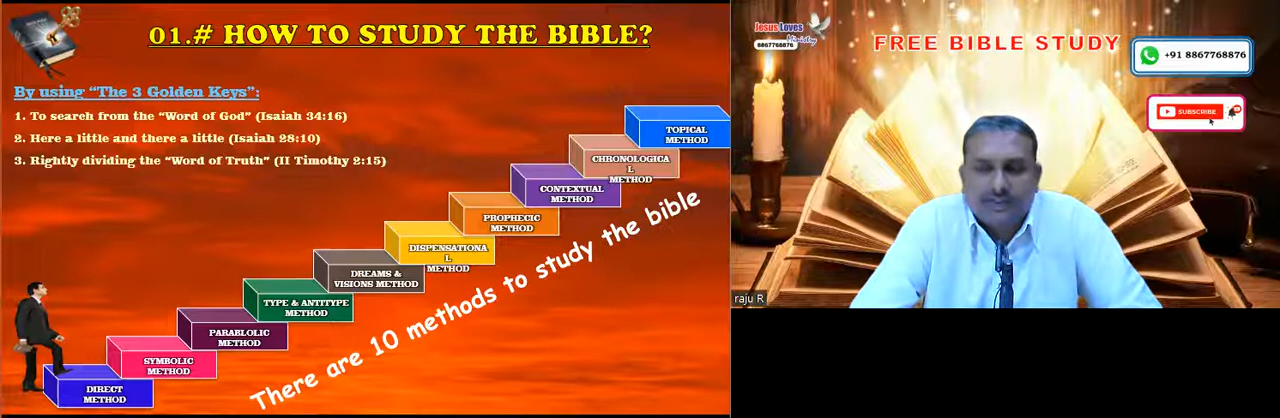 01.# HOW TO STUDY THE BIBLE?
By using “The 3 Golden Keys”:
1. To search from the “Word of God” (Isaiah 34:16)
2. Here a little and there a little (Isaiah 28:10)
3. Rightly dividing the “Word of Truth” (II Timothy 2:15)
TOPICAL
METHOD
CHRONOLOGICA
L
METHOD
CONTEXTUAL
METHOD
PROPHECIC
METHOD
DISPENSATIONA
L
METHOD
DREAMS &
VISIONS METHOD
TYPE & ANTITYPE
METHOD
PARABLOLIC
METHOD
SYMBOLIC
METHOD
DIRECT
METHOD
There are 10 methods to study the bible
Jesus Loves
Ministry
8867768876
FREE BIBLE STUDY
+91 8867768876
SUBSCRIBE
raju R